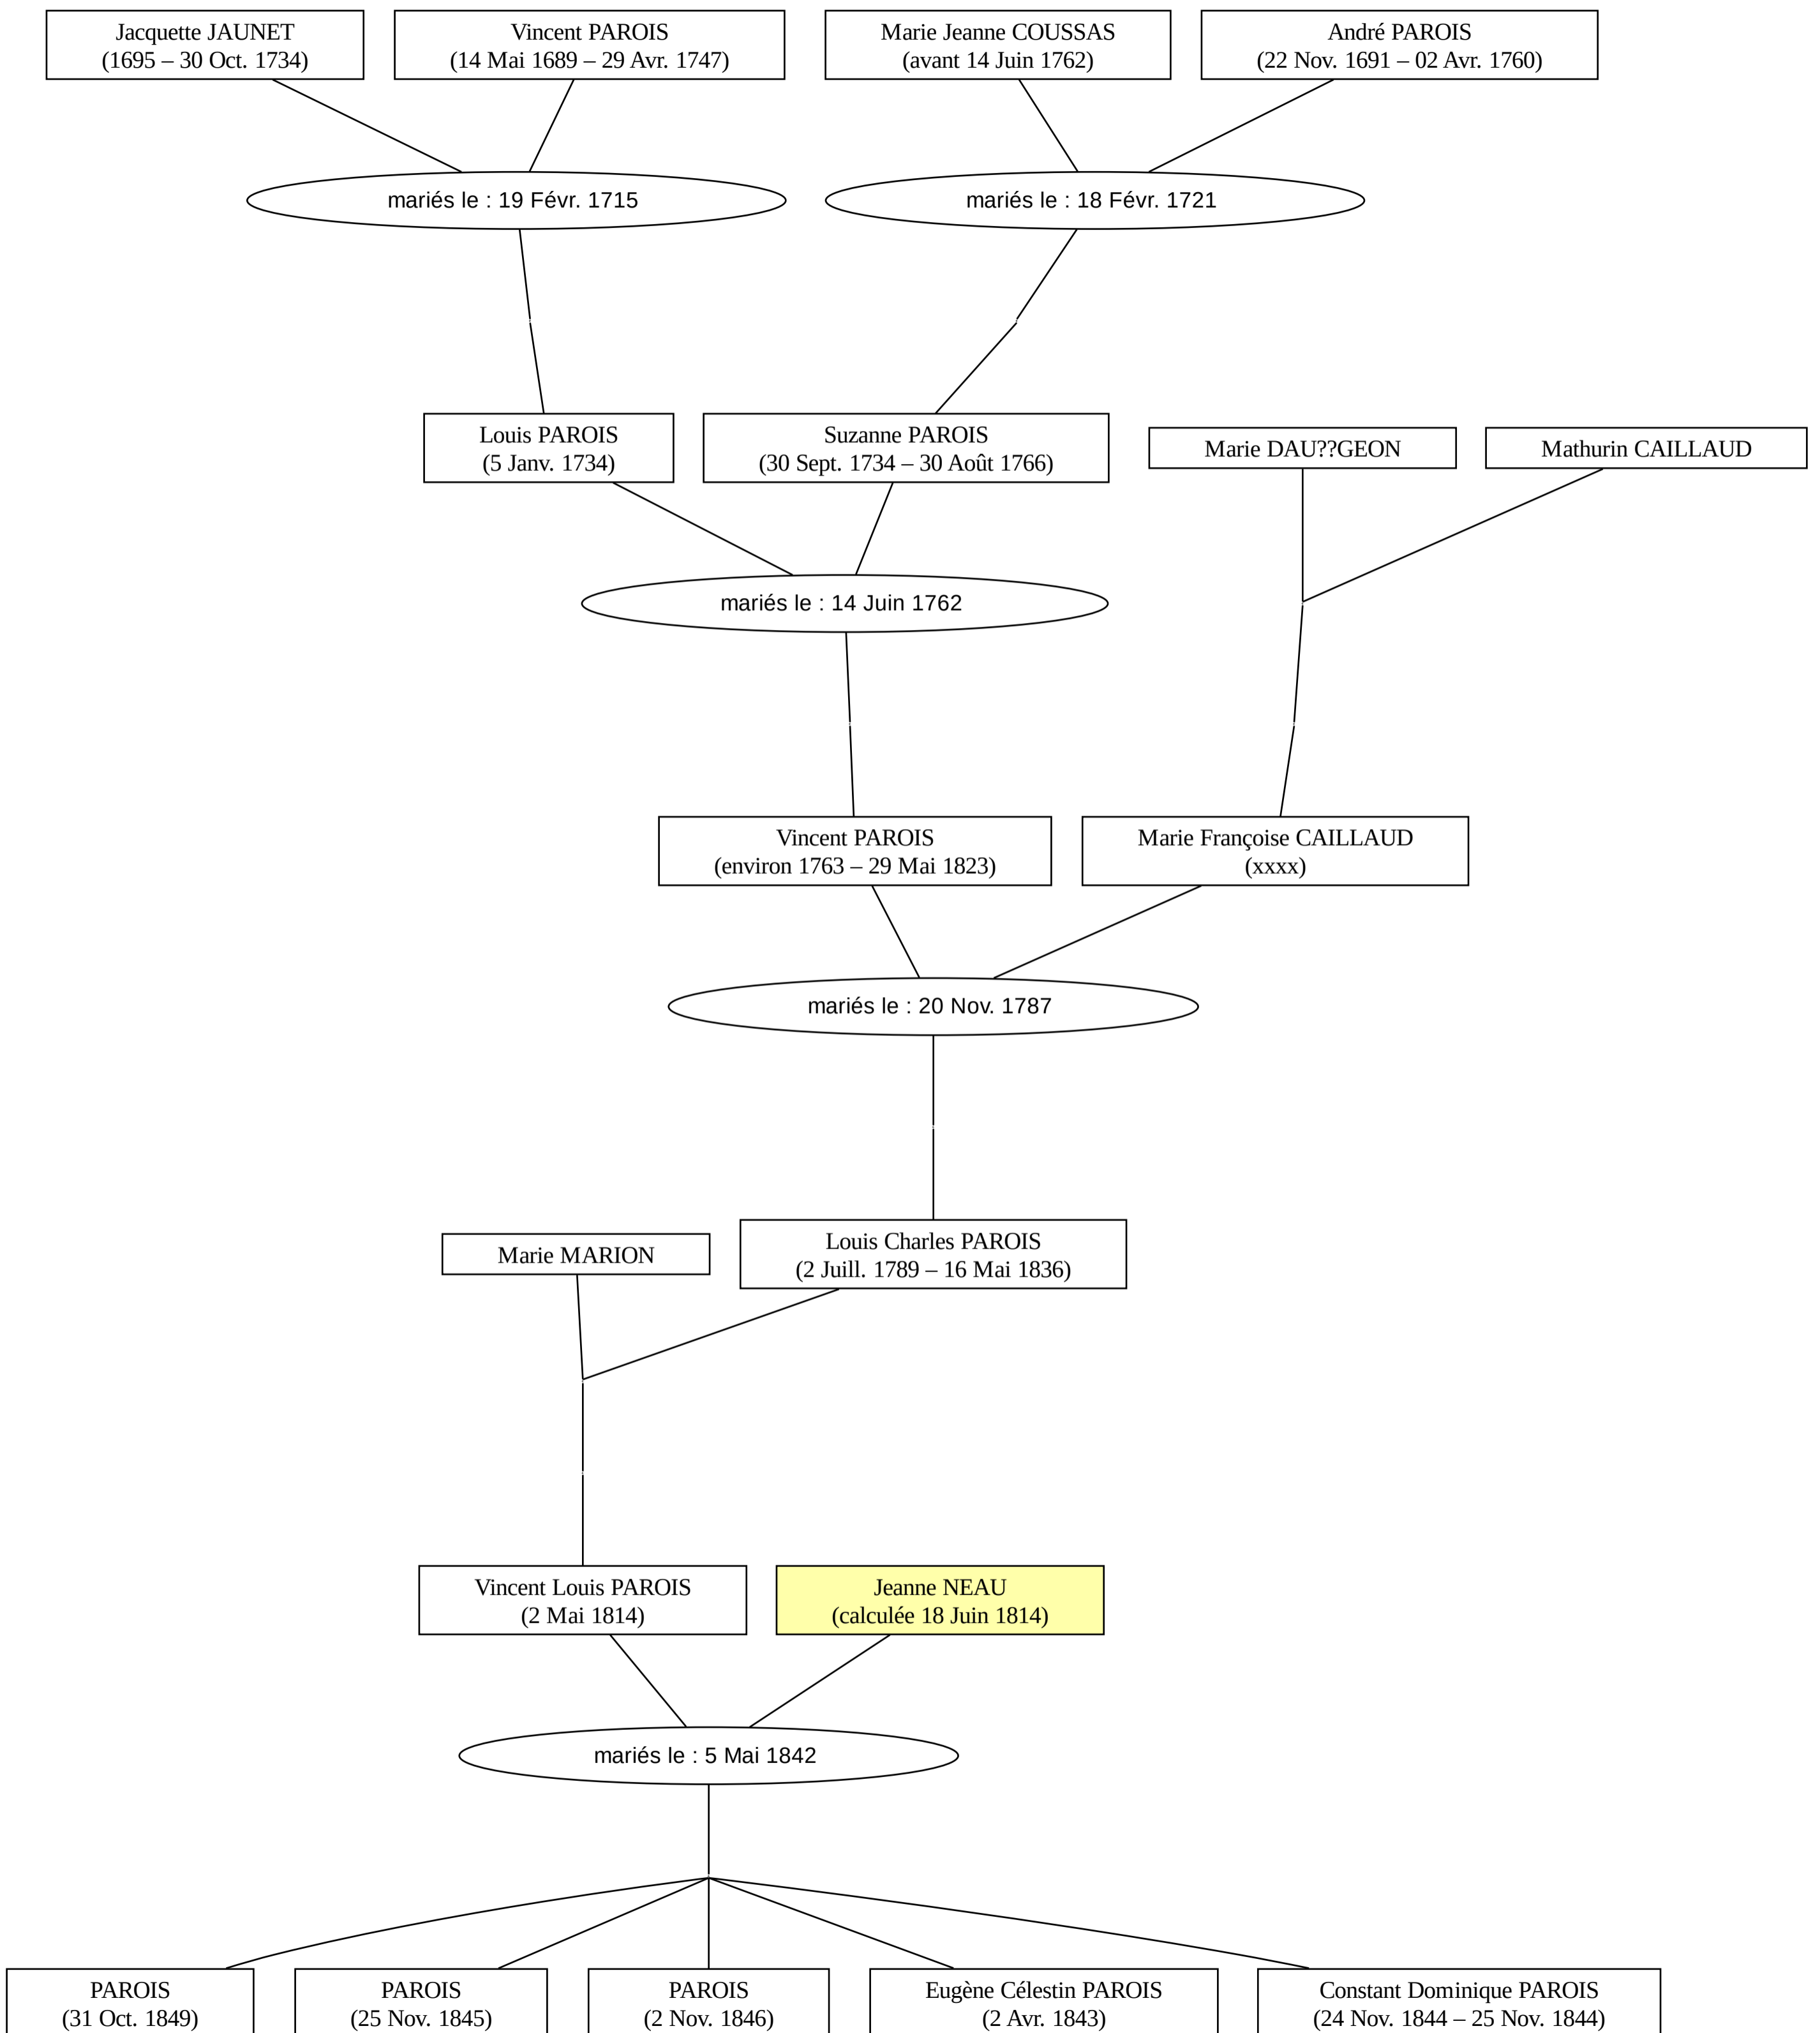 Jacquette JAUNET
(1695 – 30 Oct. 1734)
Vincent PAROIS
(14 Mai 1689 – 29 Avr. 1747)
Marie Jeanne COUSSAS
(avant 14 Juin 1762)
André PAROIS
(22 Nov. 1691 – 02 Avr. 1760)
mariés le : 19 Févr. 1715
mariés le : 18 Févr. 1721
Louis PAROIS
(5 Janv. 1734)
Suzanne PAROIS
(30 Sept. 1734 – 30 Août 1766)
Marie DAU??GEON
Mathurin CAILLAUD
mariés le : 14 Juin 1762
Vincent PAROIS
(environ 1763 – 29 Mai 1823)
Marie Françoise CAILLAUD
(xxxx)
mariés le : 20 Nov. 1787
Marie MARION
Louis Charles PAROIS
(2 Juill. 1789 – 16 Mai 1836)
Vincent Louis PAROIS
(2 Mai 1814)
Jeanne NEAU
(calculée 18 Juin 1814)
mariés le : 5 Mai 1842
PAROIS
(31 Oct. 1849)
PAROIS
(25 Nov. 1845)
PAROIS
(2 Nov. 1846)
Eugène Célestin PAROIS
(2 Avr. 1843)
Constant Dominique PAROIS
(24 Nov. 1844 – 25 Nov. 1844)